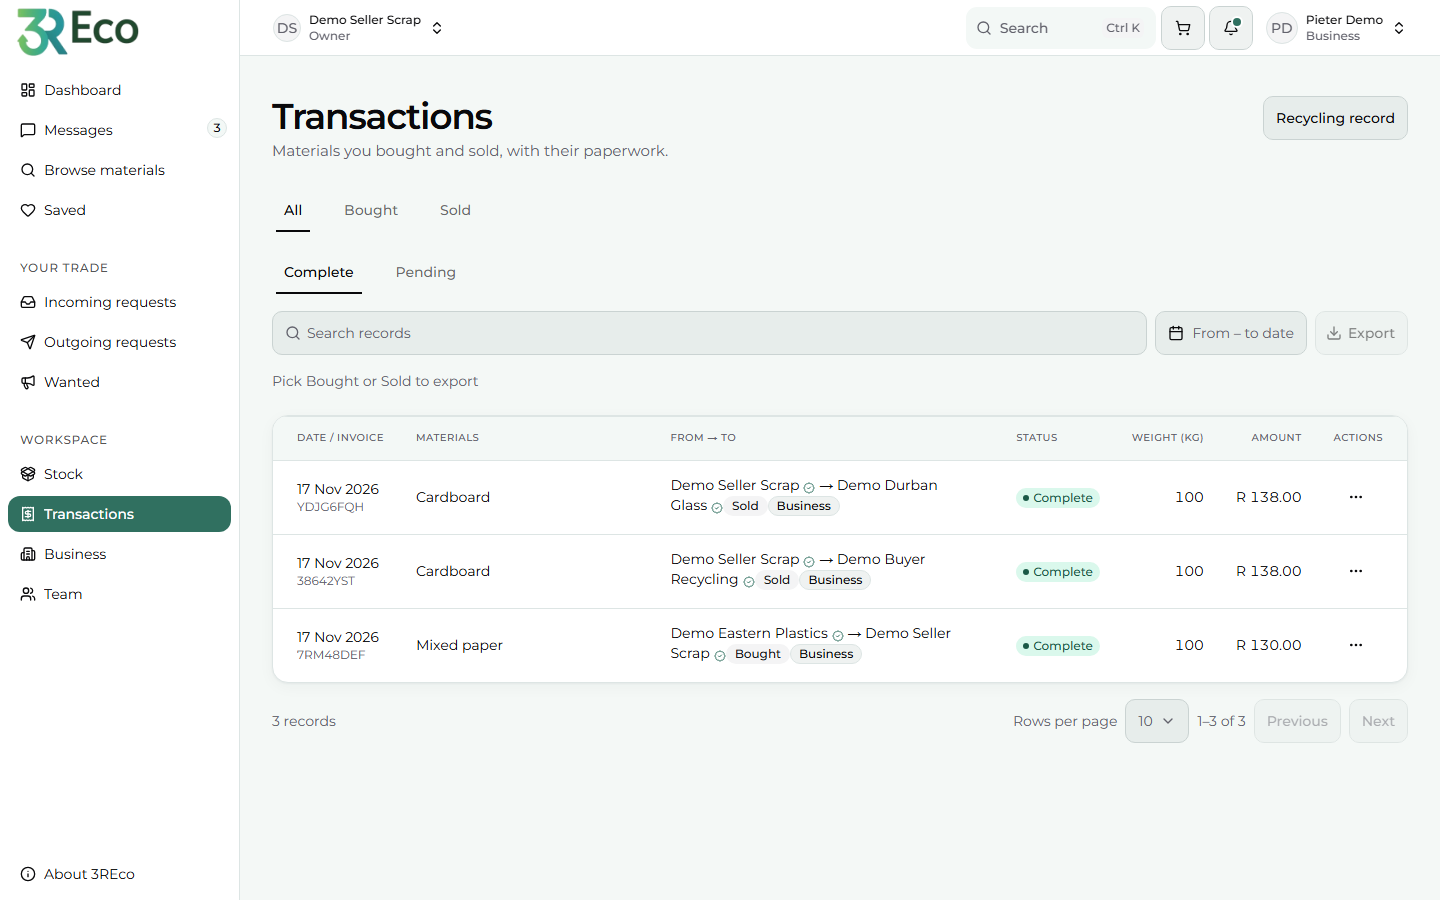 3R Eco
Demo Seller Scrap
Owner
DS
Search
Ctrl K
PD
Pieter Demo
Business
Dashboard
Messages
3
Browse materials
Saved
YOUR TRADE
Incoming requests
Outgoing requests
Wanted
WORKSPACE
Stock
Transactions
Business
Team
About 3REco
Transactions
Materials you bought and sold, with their paperwork.
Recycling record
All
Bought
Sold
Complete
Pending
Search records
From – to date
Export
Pick Bought or Sold to export
DATE / INVOICE
MATERIALS
FROM → TO
STATUS
WEIGHT (KG)
AMOUNT
ACTIONS
17 Nov 2026
YDJG6FQH
Cardboard
Demo Seller Scrap → Demo Durban
Glass Sold Business
Complete
100
R 138.00
17 Nov 2026
38642YST
Cardboard
Demo Seller Scrap → Demo Buyer
Recycling Sold Business
Complete
100
R 138.00
17 Nov 2026
7RM48DEF
Mixed paper
Demo Eastern Plastics → Demo Seller
Scrap Bought Business
Complete
100
R 130.00
3 records
Rows per page
10
1–3 of 3
Previous
Next